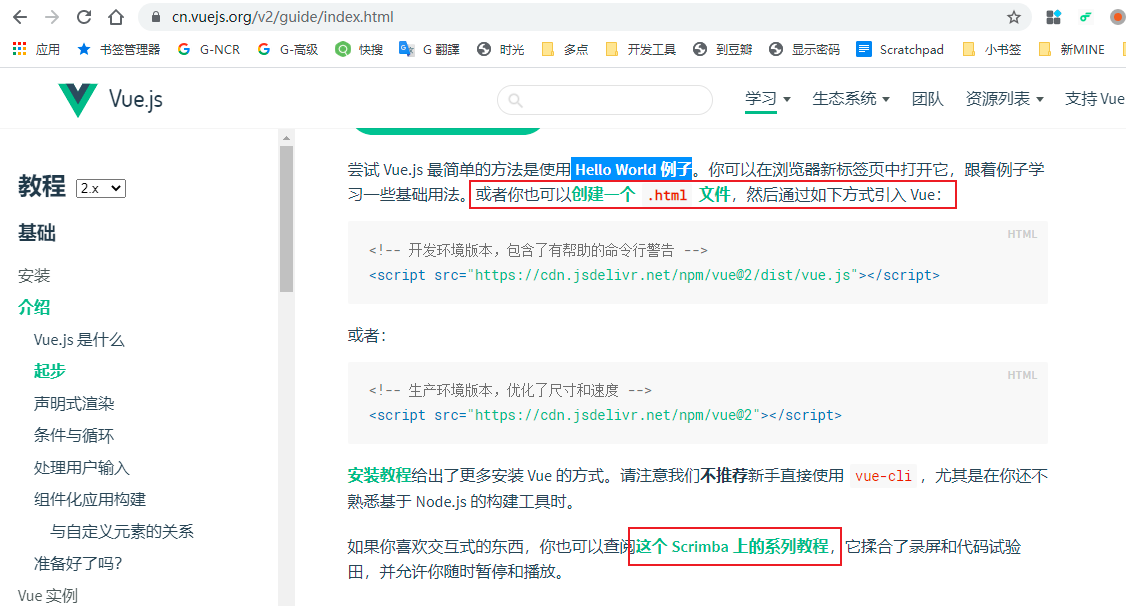 cn.vuejs.org/v2/guide/index.html
应用 书签管理器 G-NCR G-高级 快搜 G 翻譯 时光 多点 开发工具 到豆瓣 显示密码 Scratchpad 小书签 新MINE
Vue.js 学习 生态系统 团队 资源列表 支持 Vue
教程 2.x
基础
安装
介绍
Vue.js 是什么
起步
声明式渲染
条件与循环
处理用户输入
组件化应用构建
与自定义元素的关系
准备好了吗?
Vue 实例
尝试 Vue.js 最简单的方法是使用 Hello World 例子。你可以在浏览器新标签页中打开它，跟着例子学
习一些基础用法。或者你也可以创建一个 .html 文件，然后通过如下方式引入 Vue：
HTML
<!-- 开发环境版本，包含了有帮助的命令行警告 -->
<script src="https://cdn.jsdelivr.net/npm/vue@2/dist/vue.js"></script>
或者：
HTML
<!-- 生产环境版本，优化了尺寸和速度 -->
<script src="https://cdn.jsdelivr.net/npm/vue@2"></script>
安装教程给出了更多安装 Vue 的方式。请注意我们不推荐新手直接使用 vue-cli ，尤其是在你还不
熟悉基于 Node.js 的构建工具时。
如果你喜欢交互式的东西，你也可以查阅这个 Scrimba 上的系列教程，它揉合了录屏和代码试验
田，并允许你随时暂停和播放。